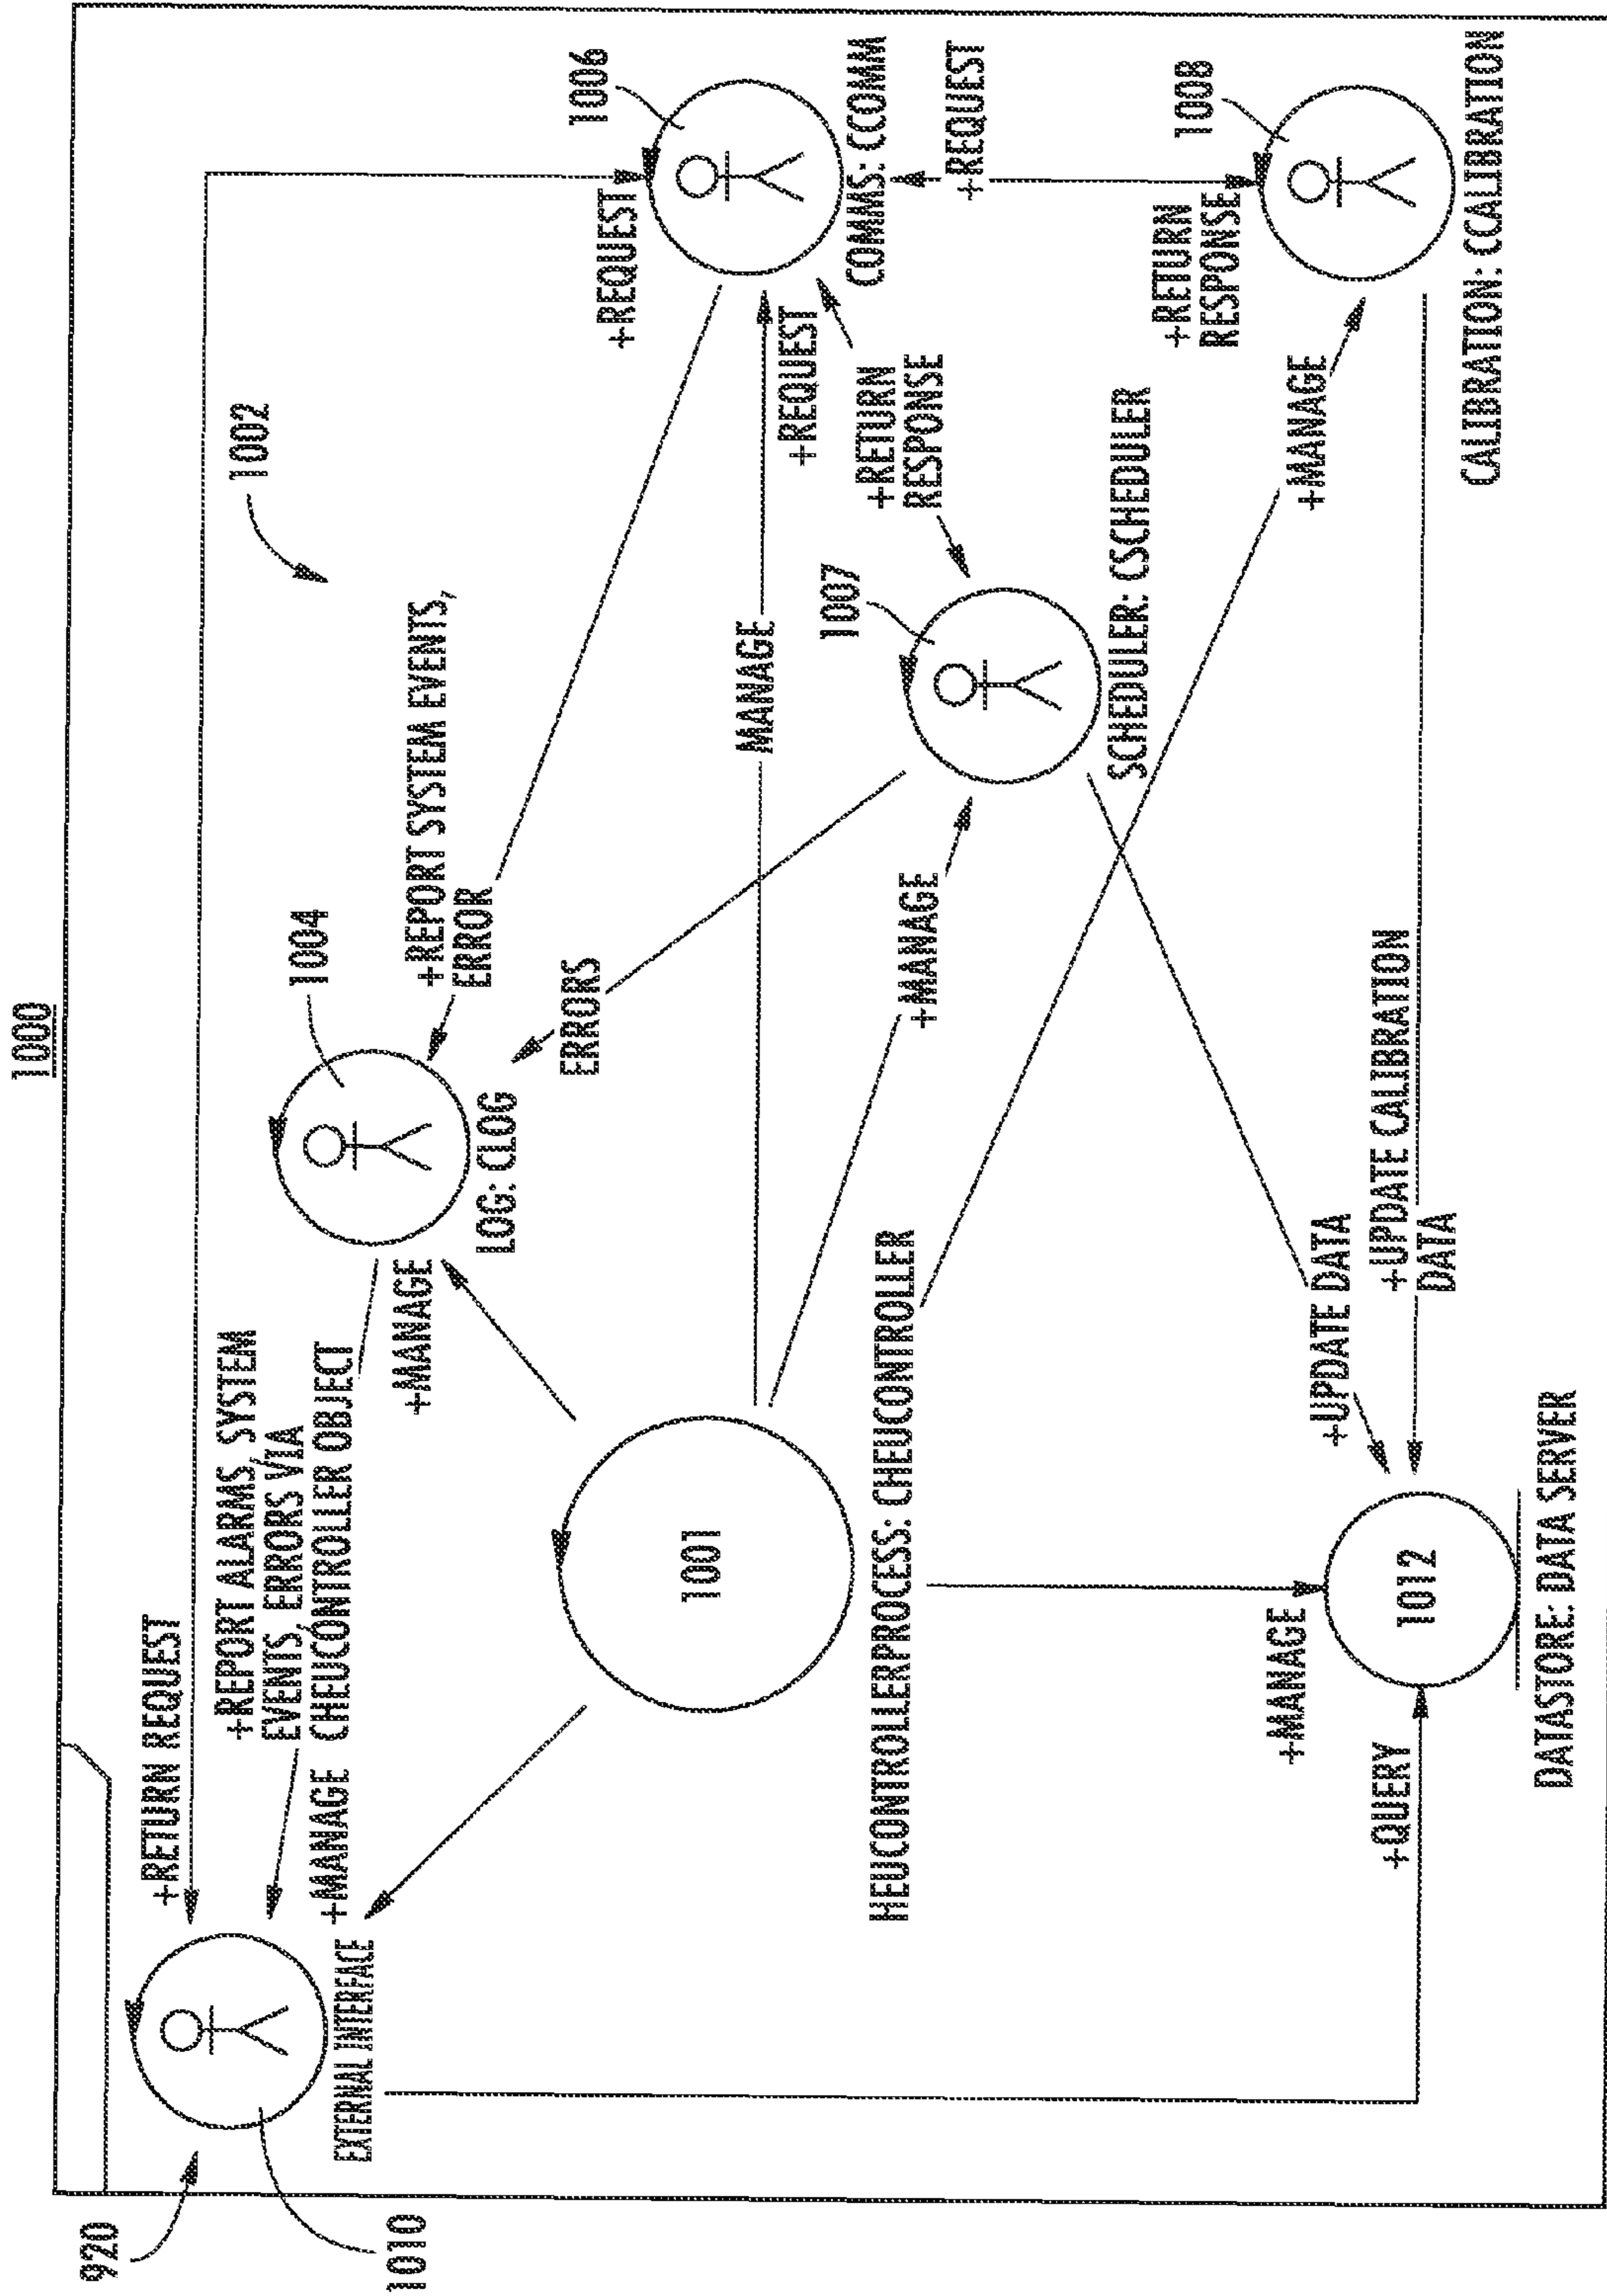 1000
920
1010
EXTERNAL INTERFACE
+RETURN REQUEST
+REPORT ALARMS, SYSTEM
EVENTS, ERRORS VIA
CHEUCONTROLLER OBJECT
+MANAGE
+MANAGE
1004
LOG: CLOG
+REPORT SYSTEM EVENTS,
ERROR
ERRORS
1002
1006
+REQUEST
COMMS: CCOMM
MANAGE
+REQUEST
+RETURN
RESPONSE
+REQUEST
1001
HEUCONTROLLERPROCESS: CHEUCONTROLLER
+MANAGE
1007
SCHEDULER: CSCHEDULER
1008
+RETURN
RESPONSE
+MANAGE
CALIBRATION: CCALIBRATION
+MANAGE
+QUERY
1012
DATASTORE: DATA SERVER
+UPDATE DATA
+UPDATE CALIBRATION
DATA